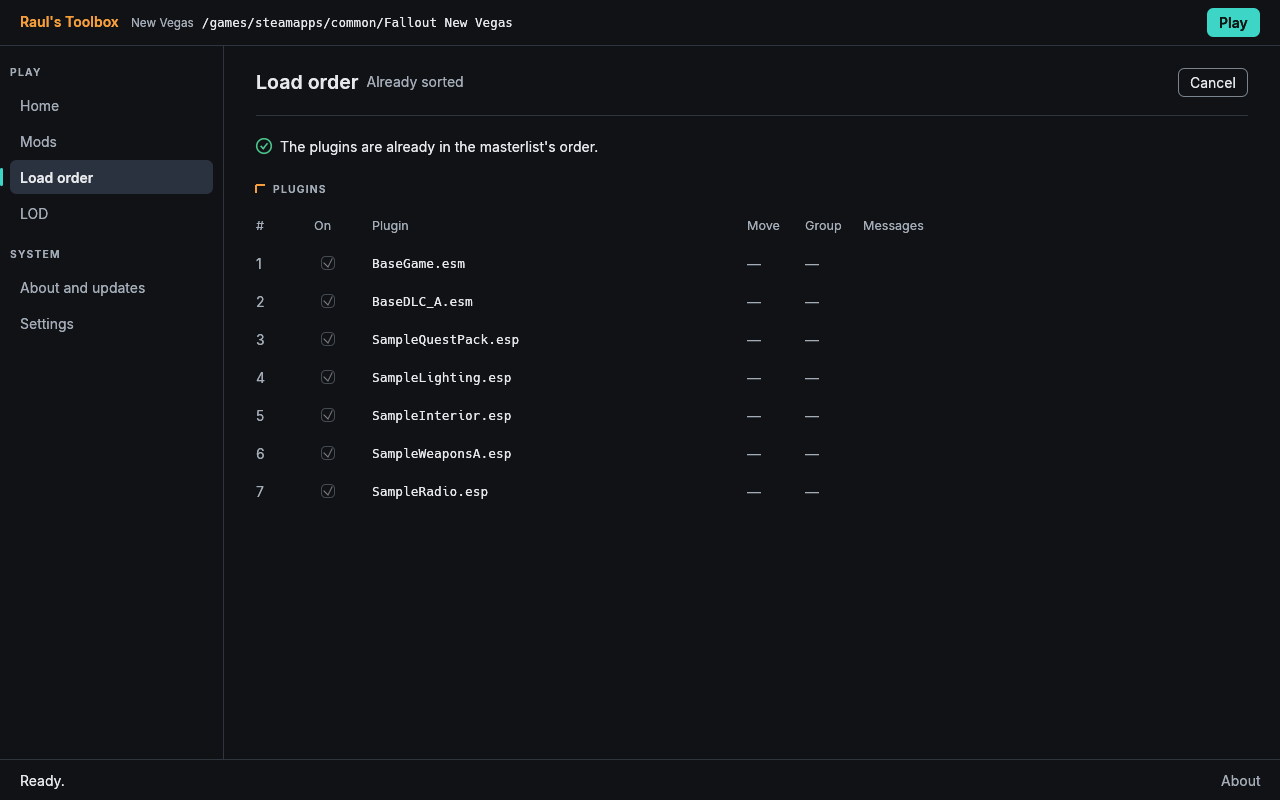 Raul's Toolbox New Vegas /games/steamapps/common/Fallout New Vegas Play
PLAY
Home
Mods
Load order
LOD
SYSTEM
About and updates
Settings
Load order Already sorted Cancel
The plugins are already in the masterlist's order.
PLUGINS
# On Plugin Move Group Messages
1 BaseGame.esm — —
2 BaseDLC_A.esm — —
3 SampleQuestPack.esp — —
4 SampleLighting.esp — —
5 SampleInterior.esp — —
6 SampleWeaponsA.esp — —
7 SampleRadio.esp — —
Ready. About